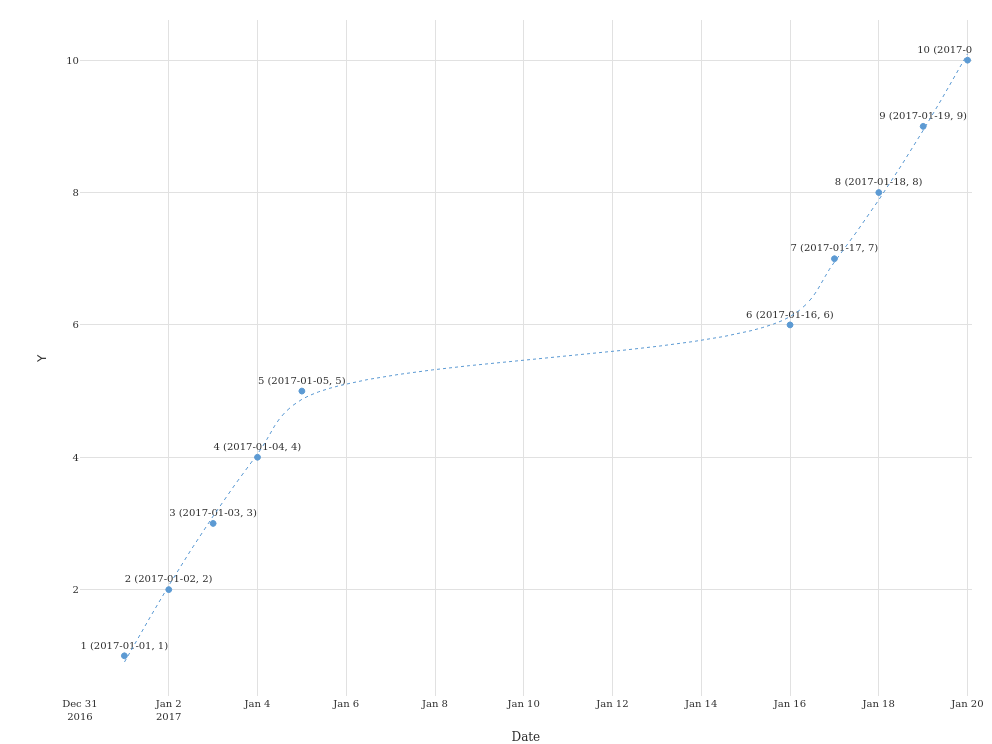 10 (2017-0
10
9 (2017-01-19, 9)
8 (2017-01-18, 8)
8
7 (2017-01-17, 7)
6 (2017-01-16, 6)
6
Y
5 (2017-01-05, 5)
4 (2017-01-04, 4)
4
3 (2017-01-03, 3)
2 (2017-01-02, 2)
2
1 (2017-01-01, 1)
Dec 31 Jan 2 Jan 4 Jan 6 Jan 8 Jan 10 Jan 12 Jan 14 Jan 16 Jan 18 Jan 20
2016 2017
Date